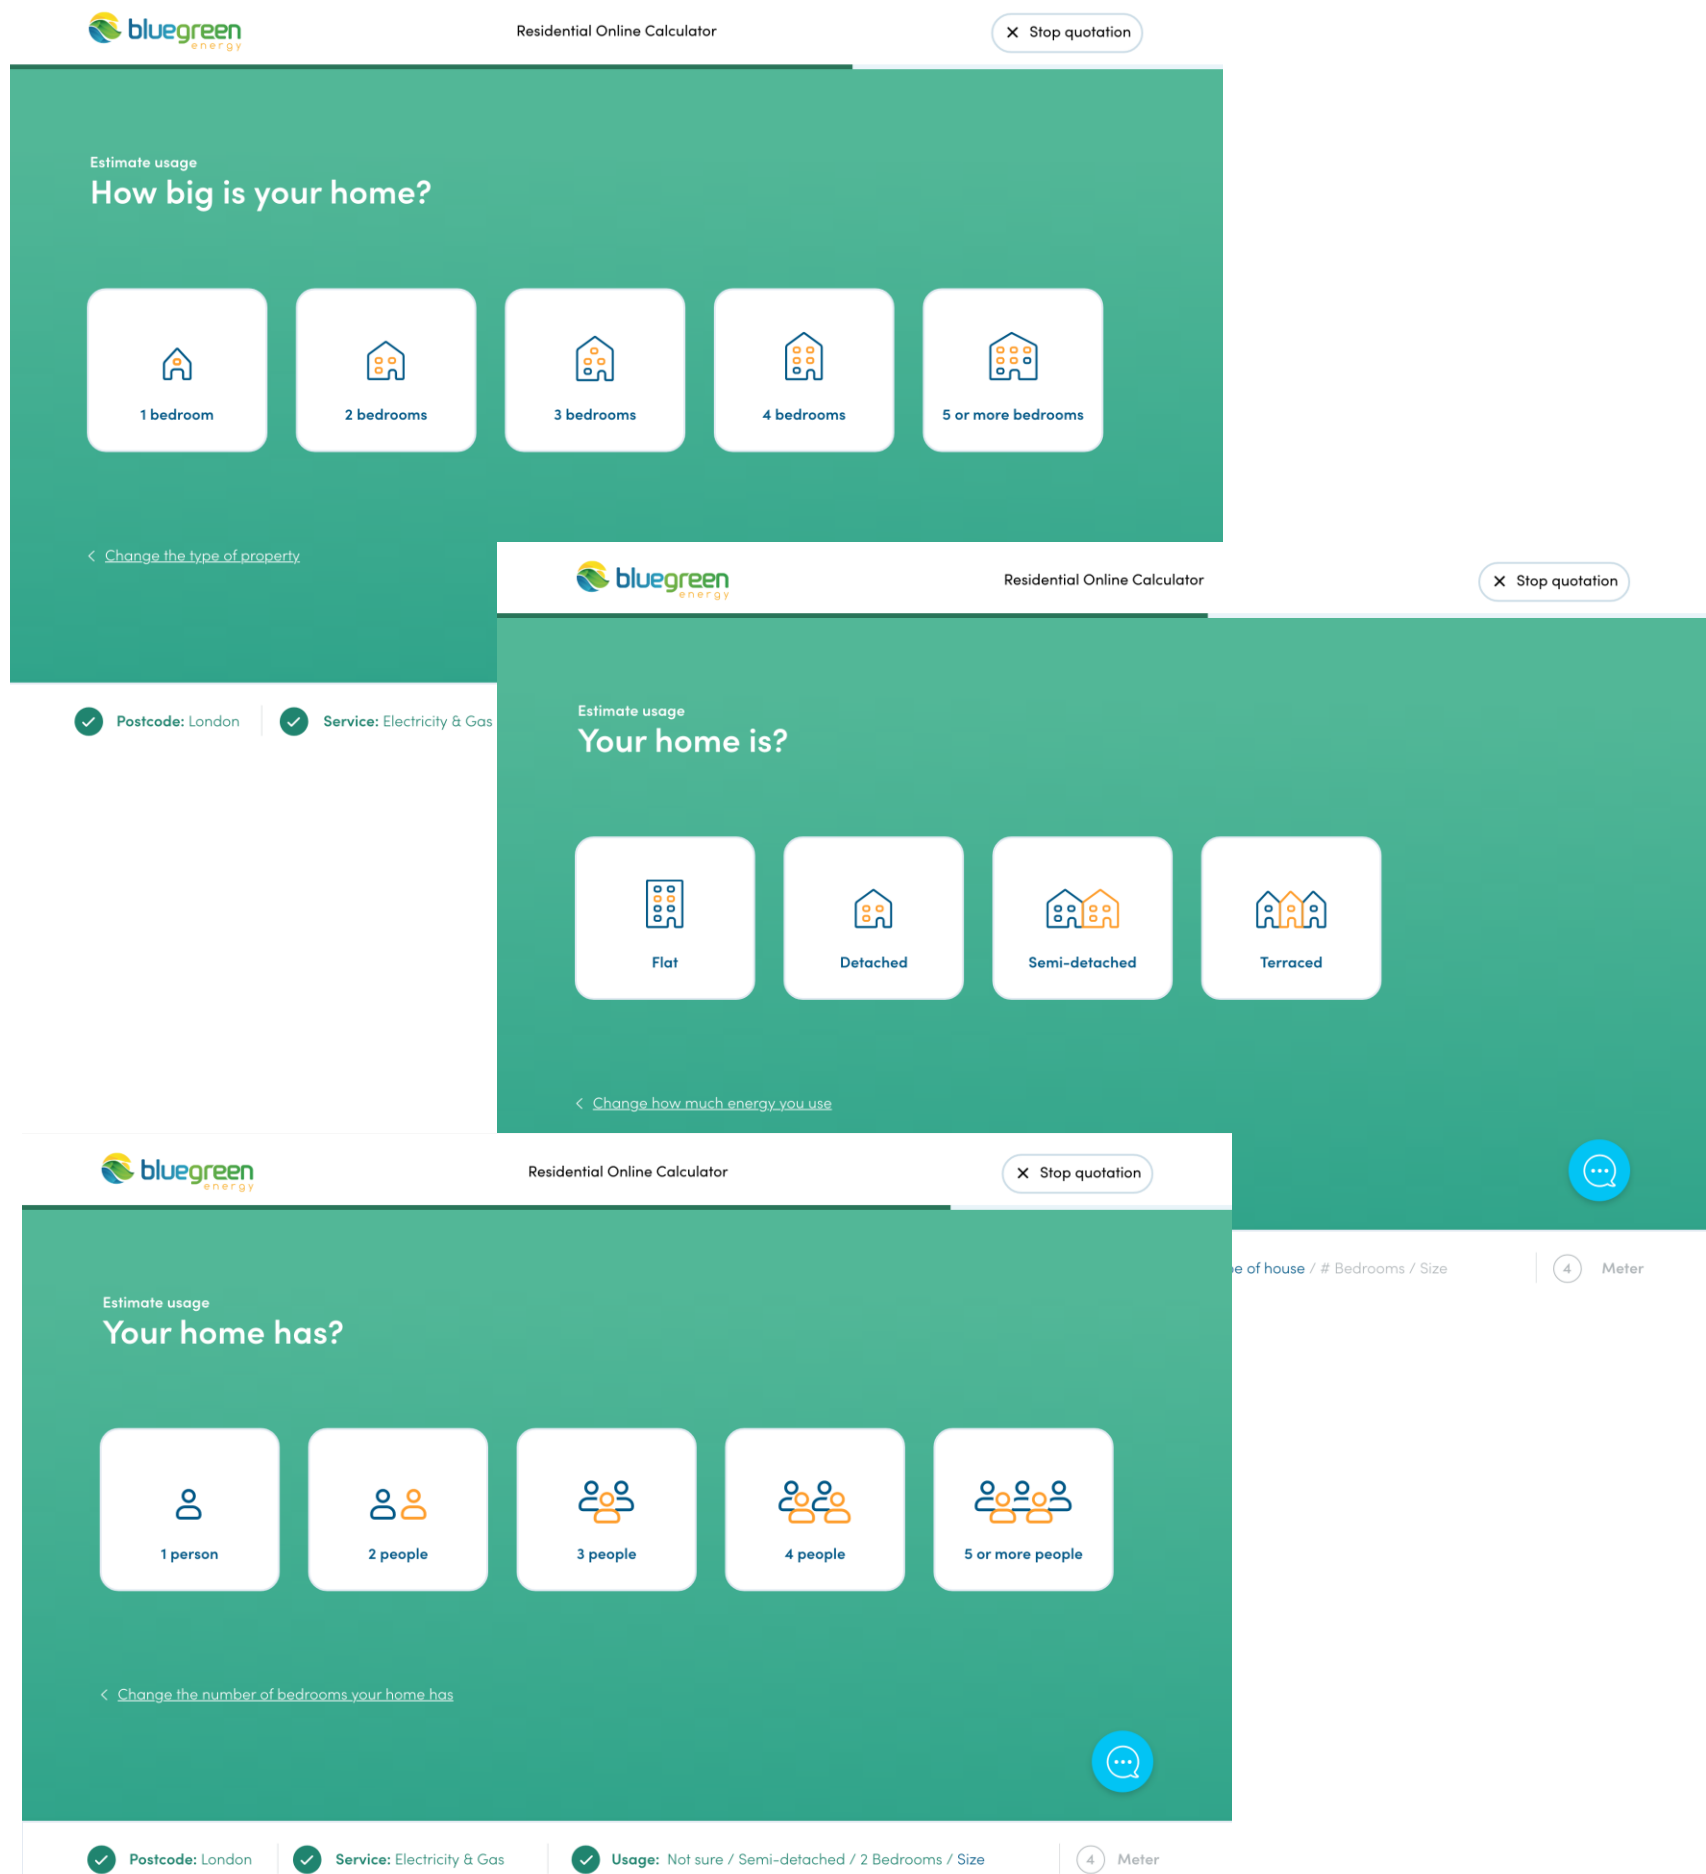 bluegreen
energy
Residential Online Calculator
Stop quotation
Estimate usage
How big is your home?
1 bedroom
2 bedrooms
3 bedrooms
4 bedrooms
5 or more bedrooms
Change the type of property
Postcode: London
Service: Electricity & Gas
bluegreen
energy
Residential Online Calculator
Stop quotation
Estimate usage
Your home is?
Flat
Detached
Semi-detached
Terraced
Change how much energy you use
of house / # Bedrooms / Size
4 Meter
bluegreen
energy
Residential Online Calculator
Stop quotation
Estimate usage
Your home has?
1 person
2 people
3 people
4 people
5 or more people
Change the number of bedrooms your home has
Postcode: London
Service: Electricity & Gas
Usage: Not sure / Semi-detached / 2 Bedrooms / Size
4 Meter